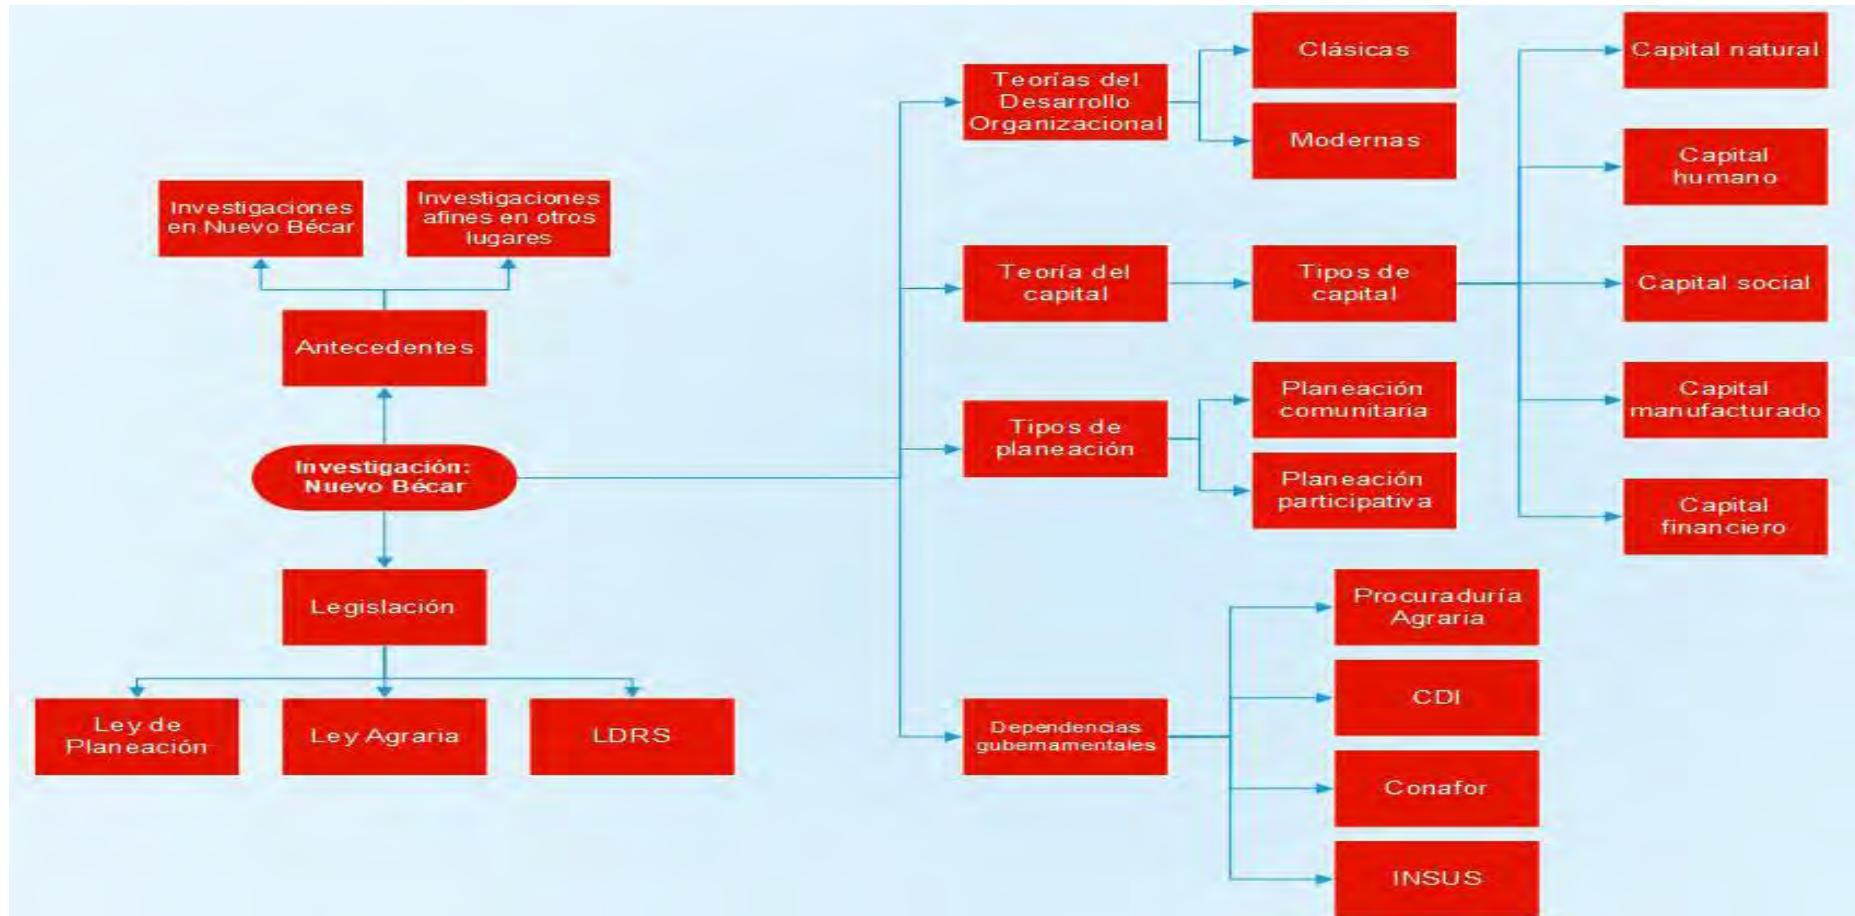 Investigaciones
en Nuevo Bécar
Investigaciones
afines en otros
lugares
Antecedentes
Investigación:
Nuevo Bécar
Legislación
Ley de
Planeación
Ley Agraria
LDRS
Teorías del
Desarrollo
Organizacional
Clásicas
Modernas
Teoría del
capital
Tipos de
capital
Capital natural
Capital
humano
Capital social
Capital
manufacturado
Capital
financiero
Tipos de
planeación
Planeación
comunitaria
Planeación
participativa
Dependencias
gubernamentales
Procuraduría
Agraria
CDI
Conafor
INSUS